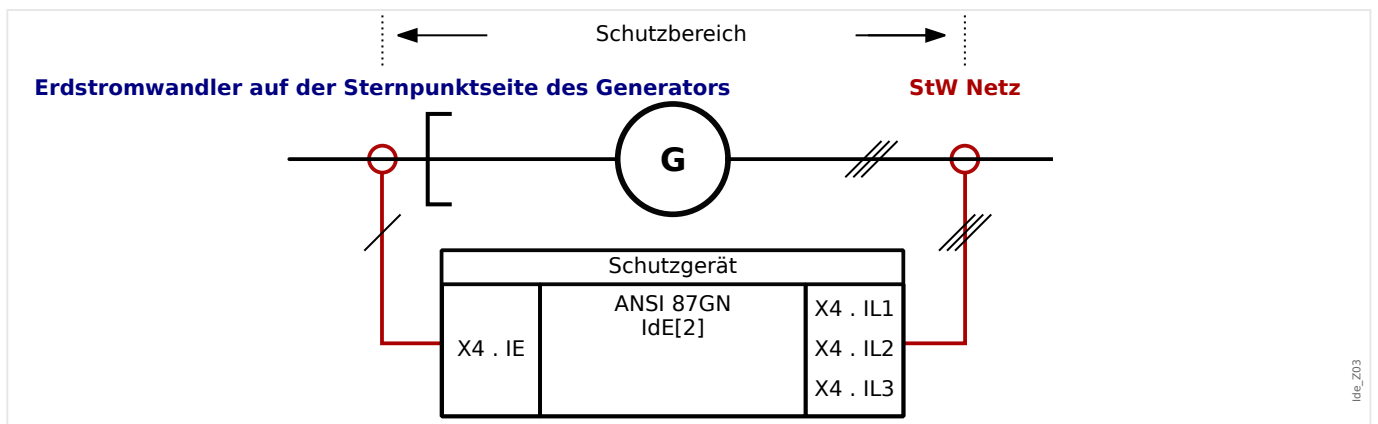 Schutzbereich
Erdstromwandler auf der Sternpunktseite des Generators
StW Netz
G
Schutzgerät
X4 . IE
ANSI 87GN
IdE[2]
X4 . IL1
X4 . IL2
X4 . IL3
Ide_Z03